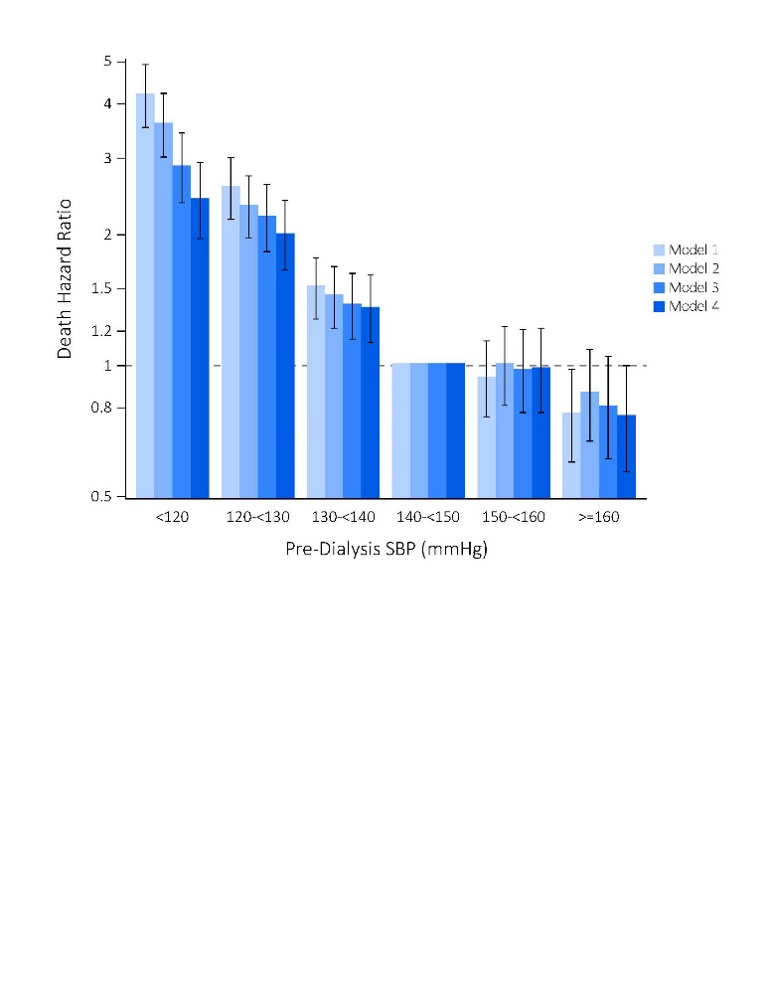 5
4
3
2
1.5
1.2
1
0.8
0.5
Death Hazard Ratio
<120 120-<130 130-<140 140-<150 150-<160 >=160
Pre-Dialysis SBP (mmHg)
Model 1
Model 2
Model 3
Model 4